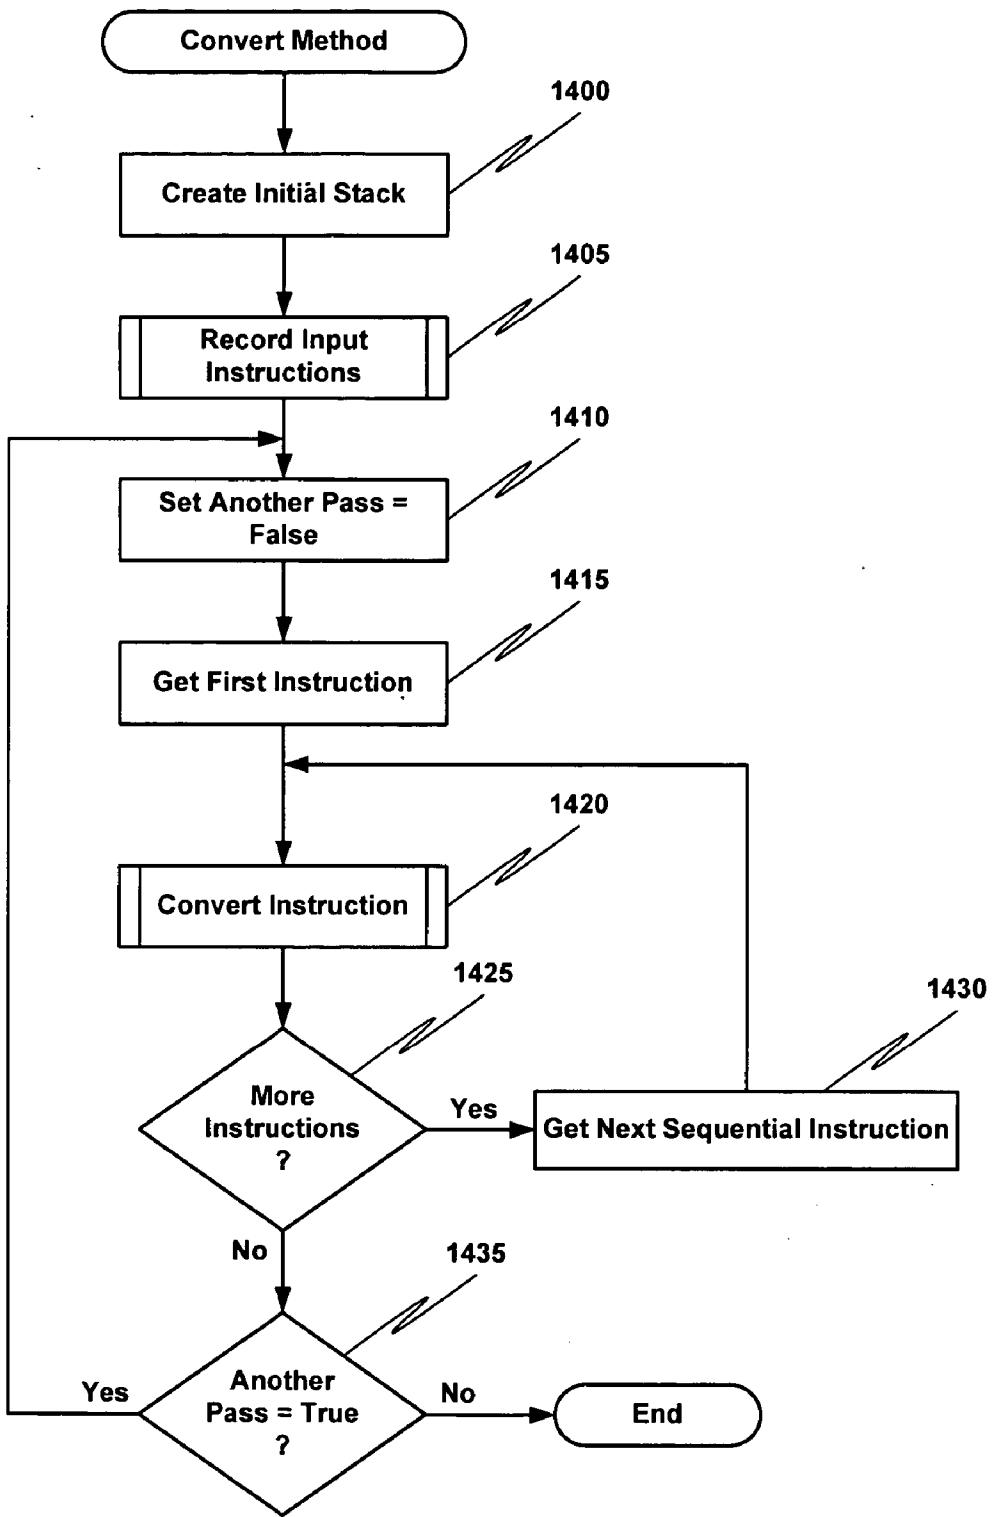 Convert Method
1400
Create Initial Stack
1405
Record Input
Instructions
1410
Set Another Pass =
False
1415
Get First Instruction
1420
Convert Instruction
1425
1430
More
Instructions
?
Yes
Get Next Sequential Instruction
No
1435
Another
Pass = True
?
Yes
No
End